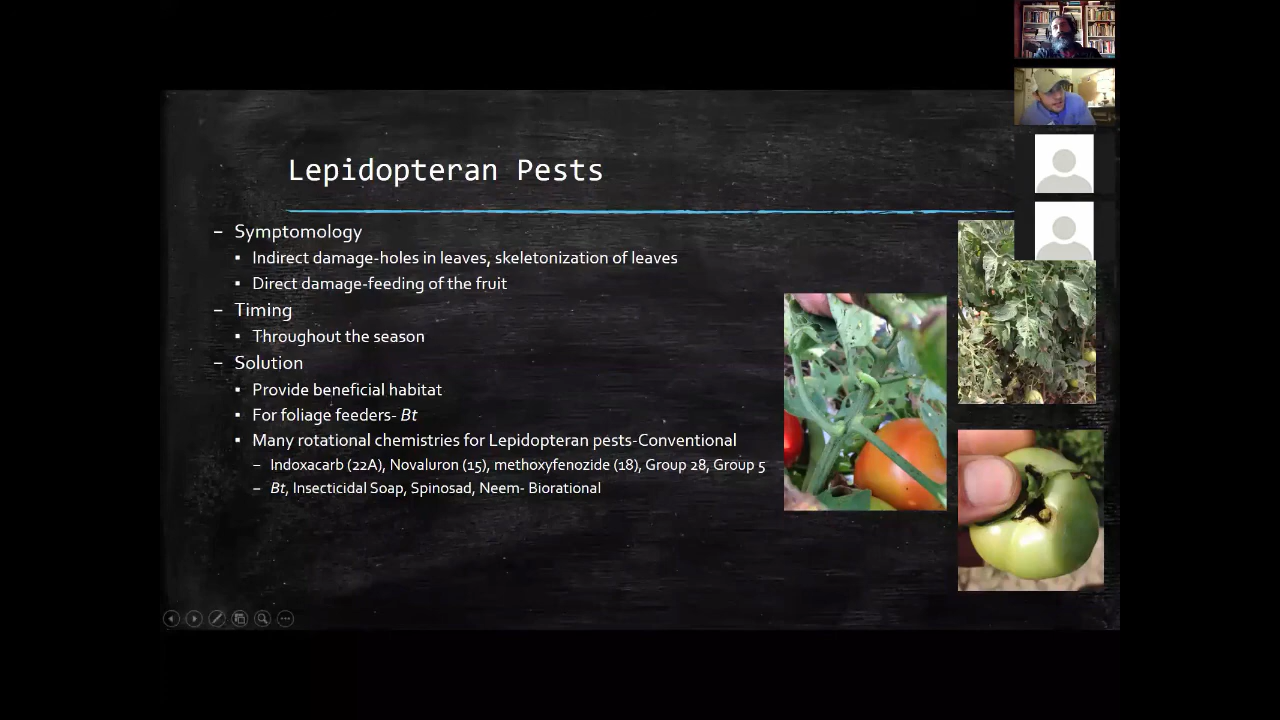 Lepidopteran Pests
– Symptomology
▪ Indirect damage-holes in leaves, skeletonization of leaves
▪ Direct damage-feeding of the fruit
– Timing
▪ Throughout the season
– Solution
▪ Provide beneficial habitat
▪ For foliage feeders- Bt
▪ Many rotational chemistries for Lepidopteran pests-Conventional
– Indoxacarb (22A), Novaluron (15), methoxyfenozide (18), Group 28, Group 5
– Bt, Insecticidal Soap, Spinosad, Neem- Biorational